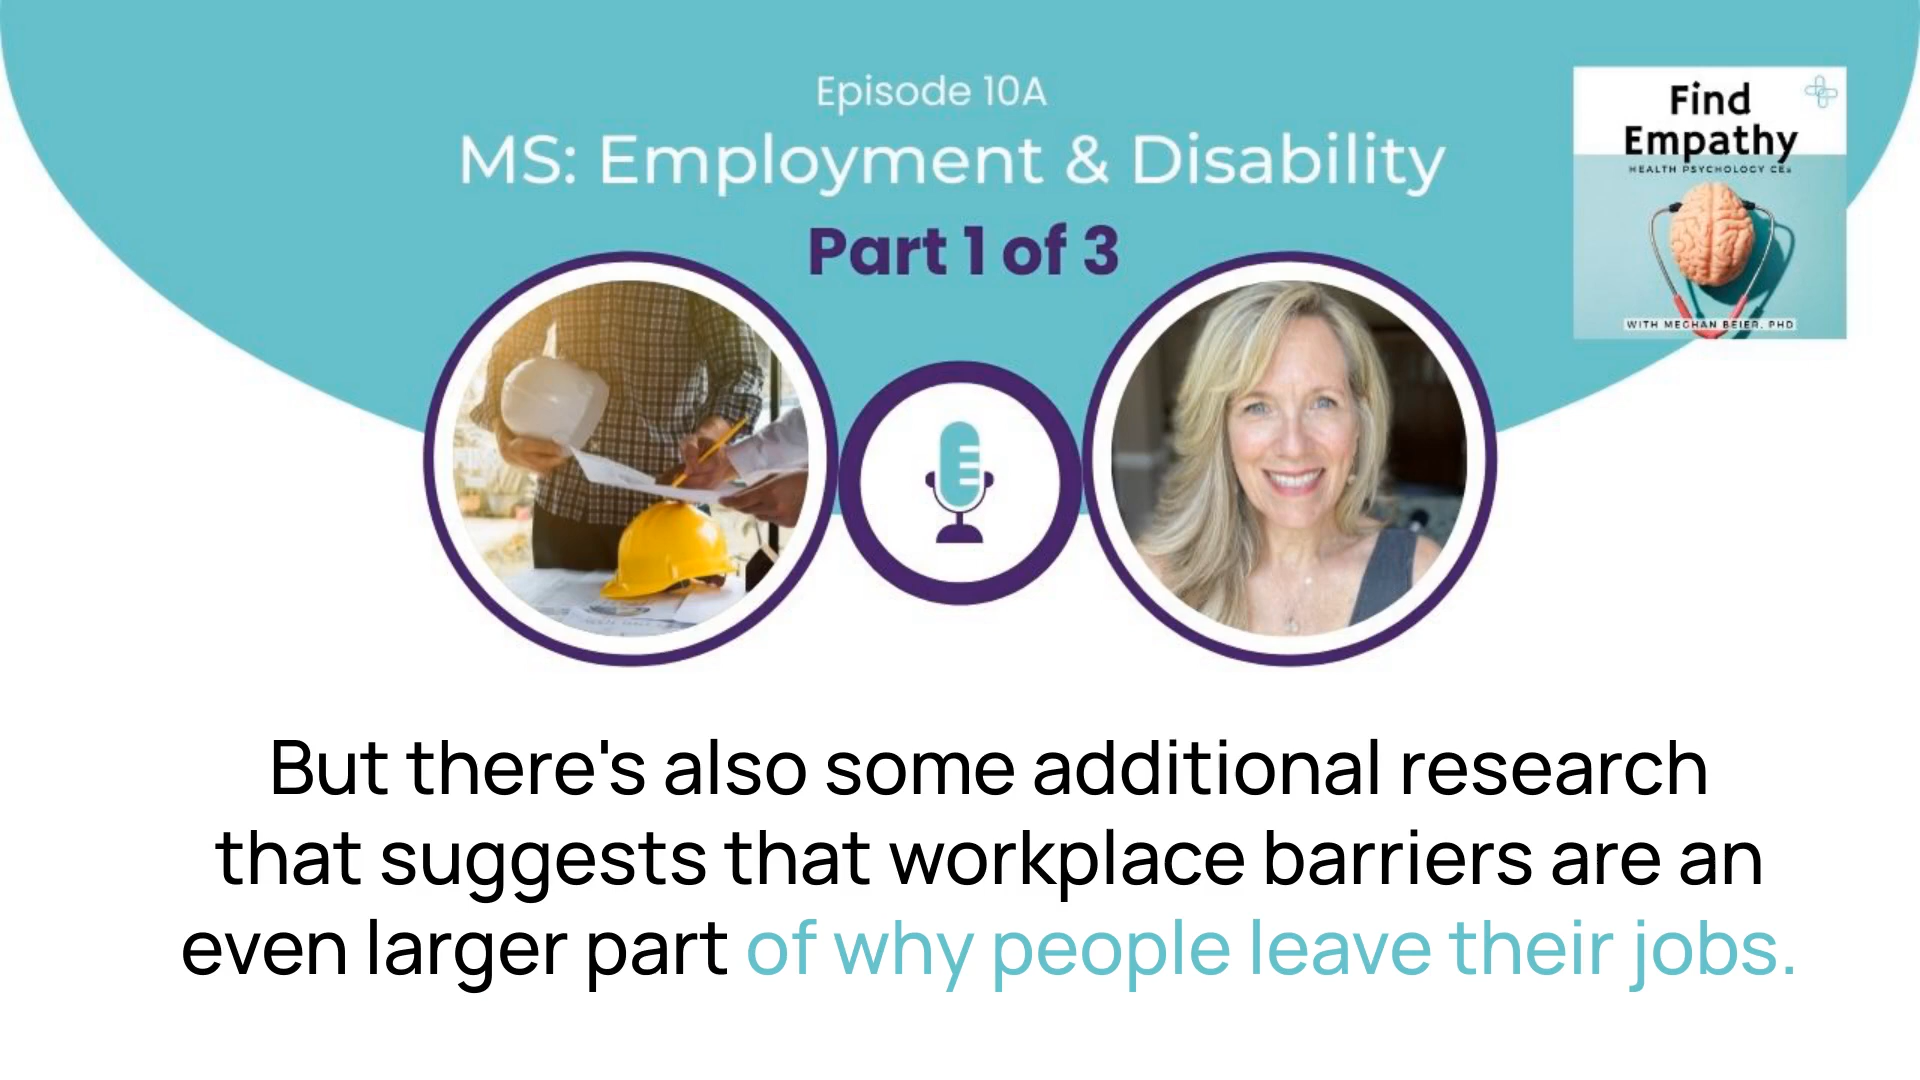 Episode 10A
MS: Employment & Disability
Part 1 of 3
Find
Empathy
HEALTH PSYCHOLOGY CEs
WITH MEGHAN BEIER, PHD
But there's also some additional research
that suggests that workplace barriers are an
even larger part of why people leave their jobs.